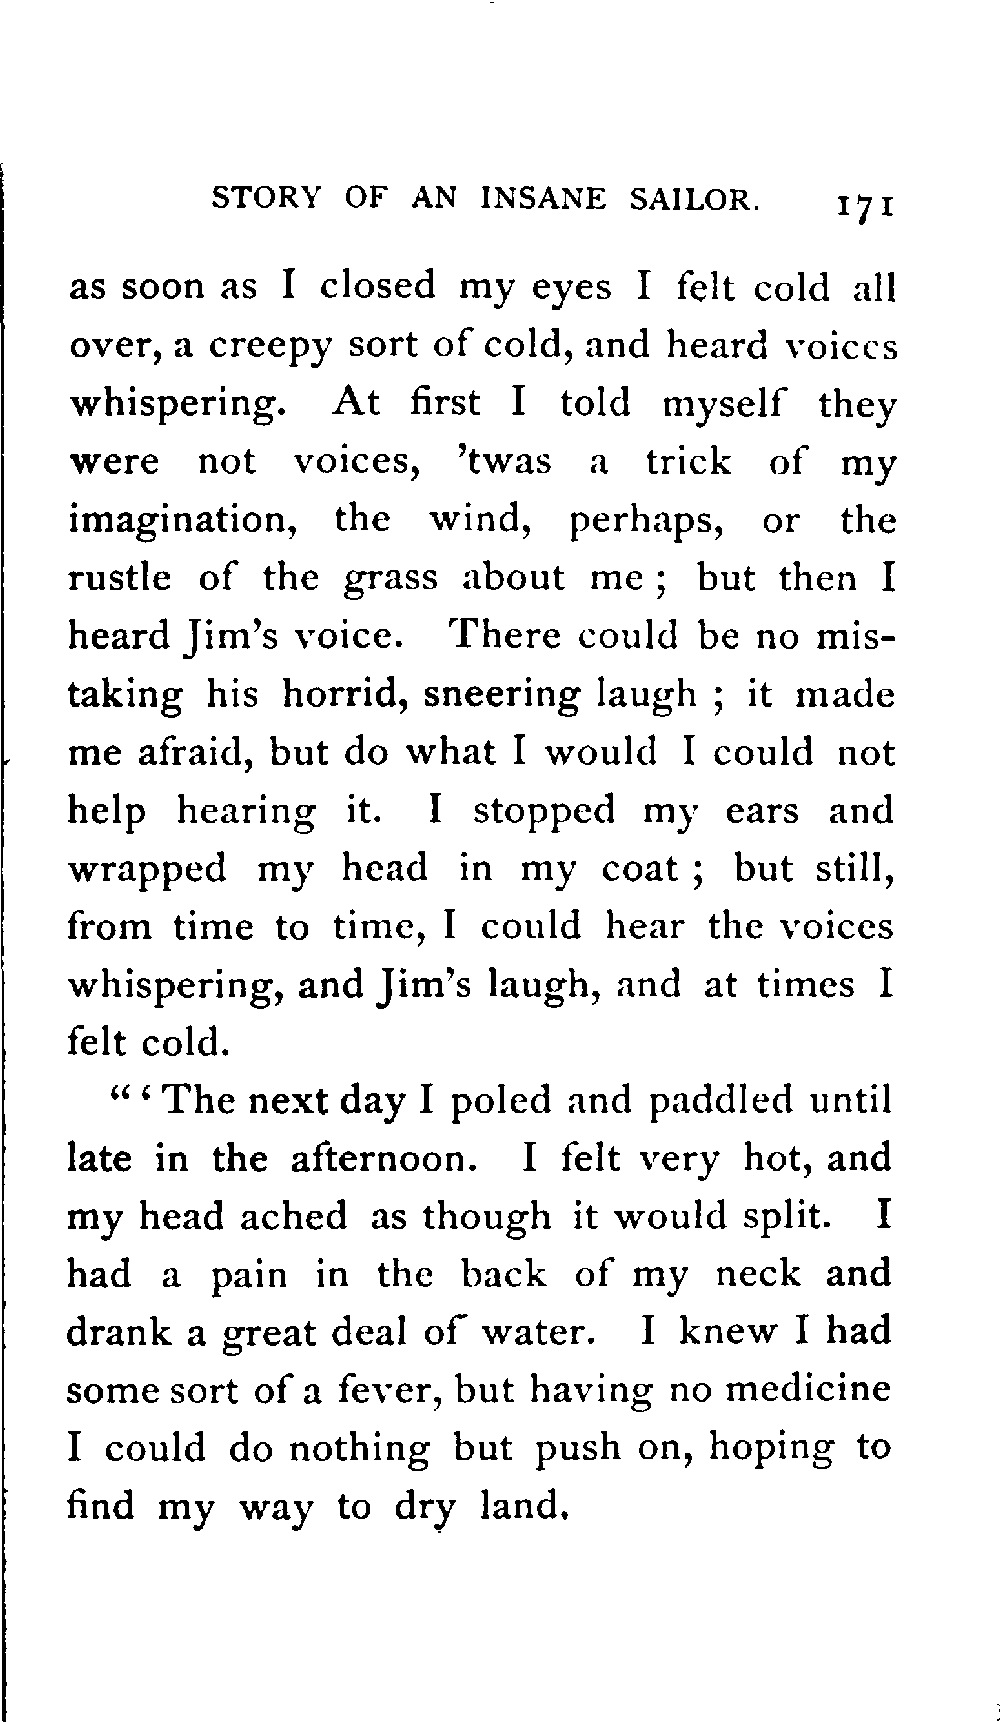 STORY OF AN INSANE SAILOR. 171
as soon as I closed my eyes I felt cold all
over, a creepy sort of cold, and heard voices
whispering. At first I told myself they
were not voices, 'twas a trick of my
imagination, the wind, perhaps, or the
rustle of the grass about me ; but then I
heard Jim's voice. There could be no mis-
taking his horrid, sneering laugh ; it made
me afraid, but do what I would I could not
help hearing it. I stopped my ears and
wrapped my head in my coat ; but still,
from time to time, I could hear the voices
whispering, and Jim's laugh, and at times I
felt cold.
“ ‘ The next day I poled and paddled until
late in the afternoon. I felt very hot, and
my head ached as though it would split. I
had a pain in the back of my neck and
drank a great deal of water. I knew I had
some sort of a fever, but having no medicine
I could do nothing but push on, hoping to
find my way to dry land.